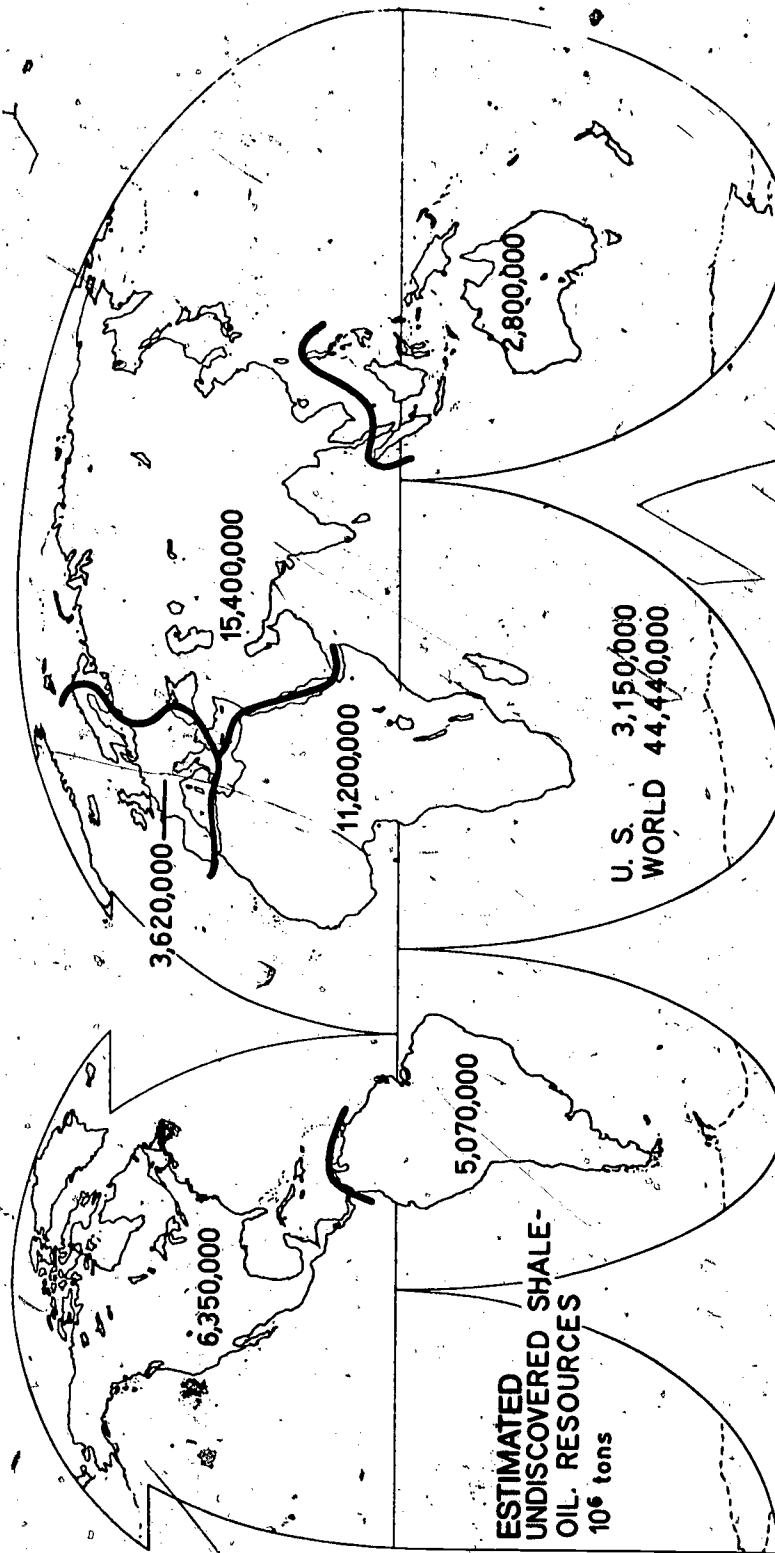 6,350,000
3,620,000
15,400,000
11,200,000
2,800,000
5,070,000
ESTIMATED
UNDISCOVERED SHALE-
OIL RESOURCES
10⁶ tons
U. S. 3,150,000
WORLD 44,440,000